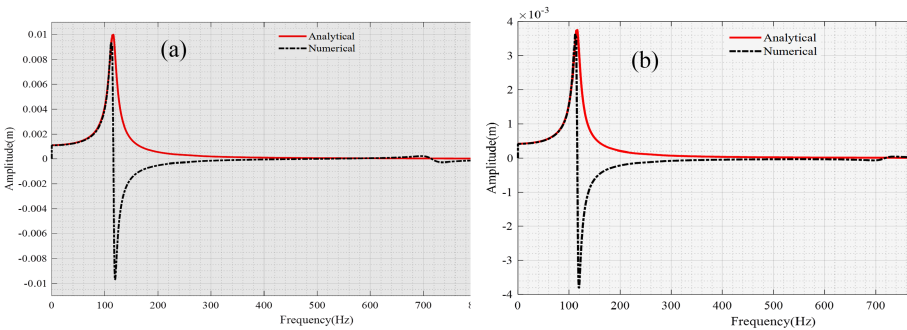 (a)
Analytical
Numerical
0.01
0.008
0.006
0.004
0.002
0
-0.002
-0.004
-0.006
-0.008
-0.01
Amplitude(m)
0 100 200 300 400 500 600 700 8
Frequency(Hz)
×10⁻³
(b)
Analytical
Numerical
4
3
2
1
0
-1
-2
-3
-4
Amplitude(m)
0 100 200 300 400 500 600 700
Frequency(Hz)